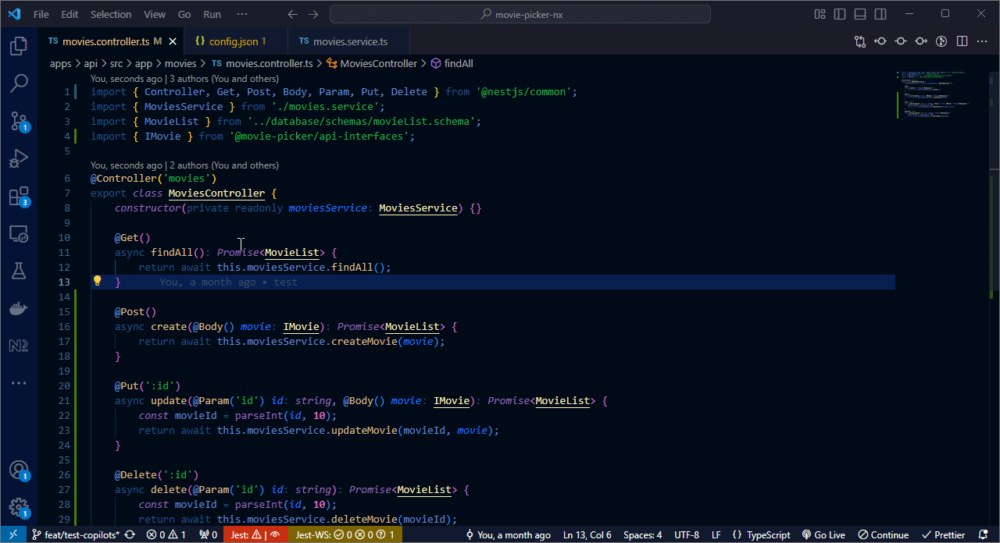 File Edit Selection View Go Run ··· movie-picker-nx
TS movies.controller.ts M {} config.json 1 TS movies.service.ts
apps > api > src > app > movies > TS movies.controller.ts > MoviesController > findAll
You, seconds ago | 3 authors (You and others)
1 import { Controller, Get, Post, Body, Param, Put, Delete } from '@nestjs/common';
2 import { MoviesService } from './movies.service';
3 import { MovieList } from '../database/schemas/movieList.schema';
4 import { IMovie } from '@movie-picker/api-interfaces';
5
You, seconds ago | 2 authors (You and others)
6 @Controller('movies')
7 export class MoviesController {
8 constructor(private readonly moviesService: MoviesService) {}
9
10 @Get()
11 async findAll(): Promise<MovieList> {
12 return await this.moviesService.findAll();
13 } You, a month ago • test
14
15 @Post()
16 async create(@Body() movie: IMovie): Promise<MovieList> {
17 return await this.moviesService.createMovie(movie);
18 }
19
20 @Put(':id')
21 async update(@Param('id') id: string, @Body() movie: IMovie): Promise<MovieList> {
22 const movieId = parseInt(id, 10);
23 return await this.moviesService.updateMovie(movieId, movie);
24 }
25
26 @Delete(':id')
27 async delete(@Param('id') id: string): Promise<MovieList> {
28 const movieId = parseInt(id, 10);
29 return await this.moviesService.deleteMovie(movieId);
1
3
1
1
feat/test-copilots* 0 1 0 Jest: | Jest-WS: 0 0 1 You, a month ago Ln 13, Col 6 Spaces: 4 UTF-8 LF {} TypeScript Go Live Continue Prettier